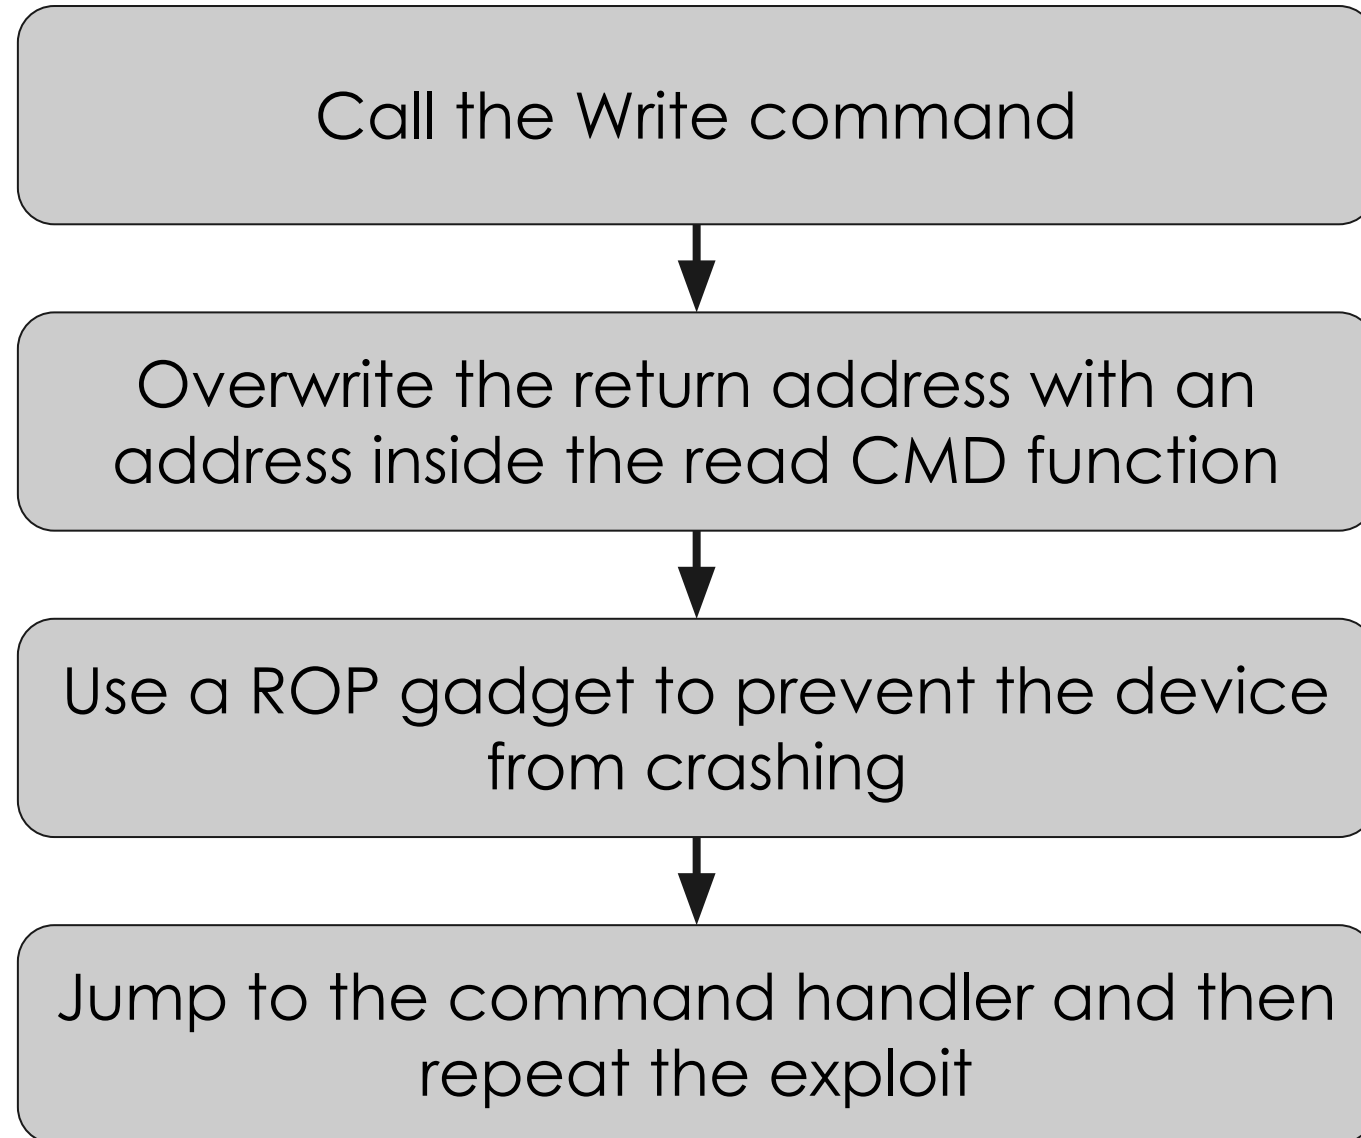 Call the Write command
Overwrite the return address with an
address inside the read CMD function
Use a ROP gadget to prevent the device
from crashing
Jump to the command handler and then
repeat the exploit